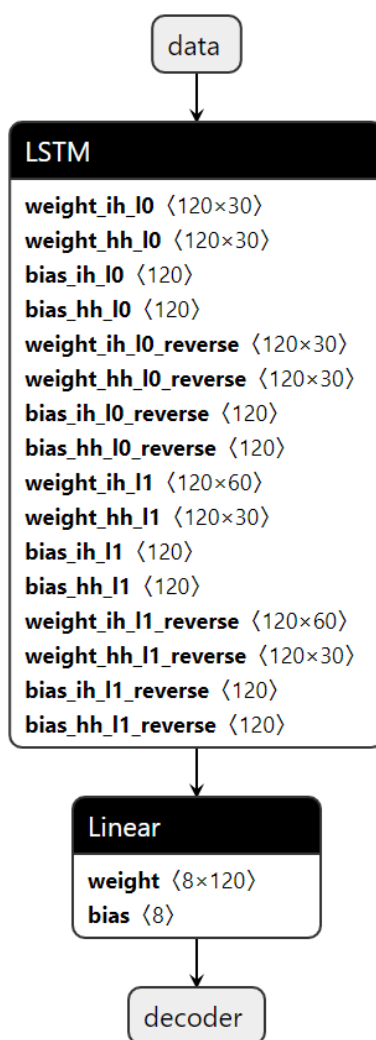 data
LSTM
weight_ih_l0 〈120×30〉
weight_hh_l0 〈120×30〉
bias_ih_l0 〈120〉
bias_hh_l0 〈120〉
weight_ih_l0_reverse 〈120×30〉
weight_hh_l0_reverse 〈120×30〉
bias_ih_l0_reverse 〈120〉
bias_hh_l0_reverse 〈120〉
weight_ih_l1 〈120×60〉
weight_hh_l1 〈120×30〉
bias_ih_l1 〈120〉
bias_hh_l1 〈120〉
weight_ih_l1_reverse 〈120×60〉
weight_hh_l1_reverse 〈120×30〉
bias_ih_l1_reverse 〈120〉
bias_hh_l1_reverse 〈120〉
Linear
weight 〈8×120〉
bias 〈8〉
decoder